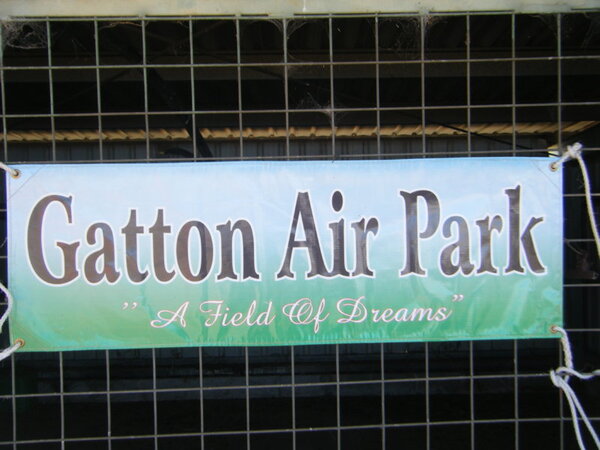 Gatton Air Park
"A Field Of Dreams"